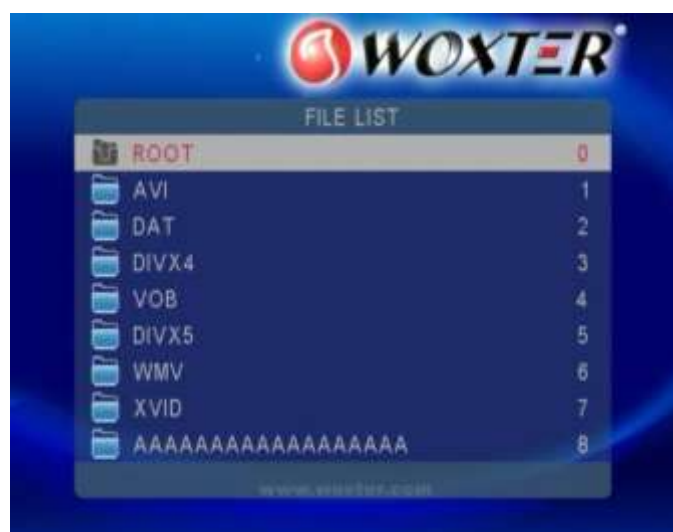 WOXTER
FILE LIST
ROOT 0
AVI 1
DAT 2
DIVX4 3
VOB 4
DIVX5 5
WMV 6
XVID 7
AAAAAAAAAAAAAAAAAA 8
www.woxter.com